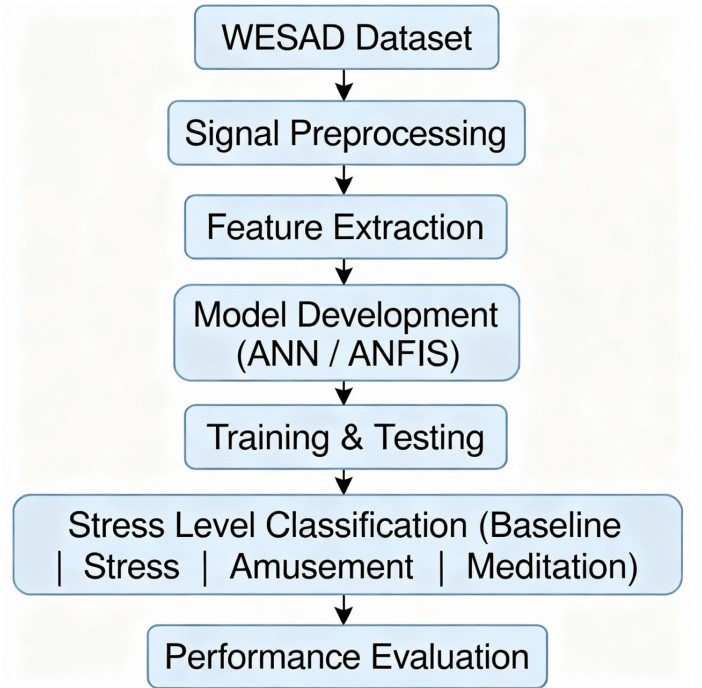 WESAD Dataset
Signal Preprocessing
Feature Extraction
Model Development
(ANN / ANFIS)
Training & Testing
Stress Level Classification (Baseline
| Stress | Amusement | Meditation)
Performance Evaluation